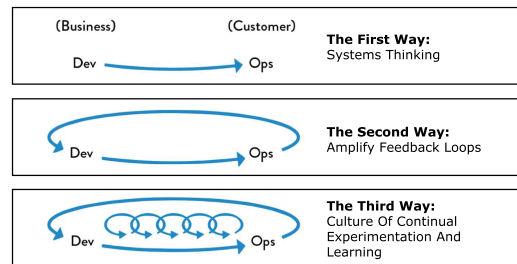 (Business) (Customer)
Dev Ops
The First Way:
Systems Thinking
Dev Ops
The Second Way:
Amplify Feedback Loops
Dev Ops
The Third Way:
Culture Of Continual
Experimentation And
Learning